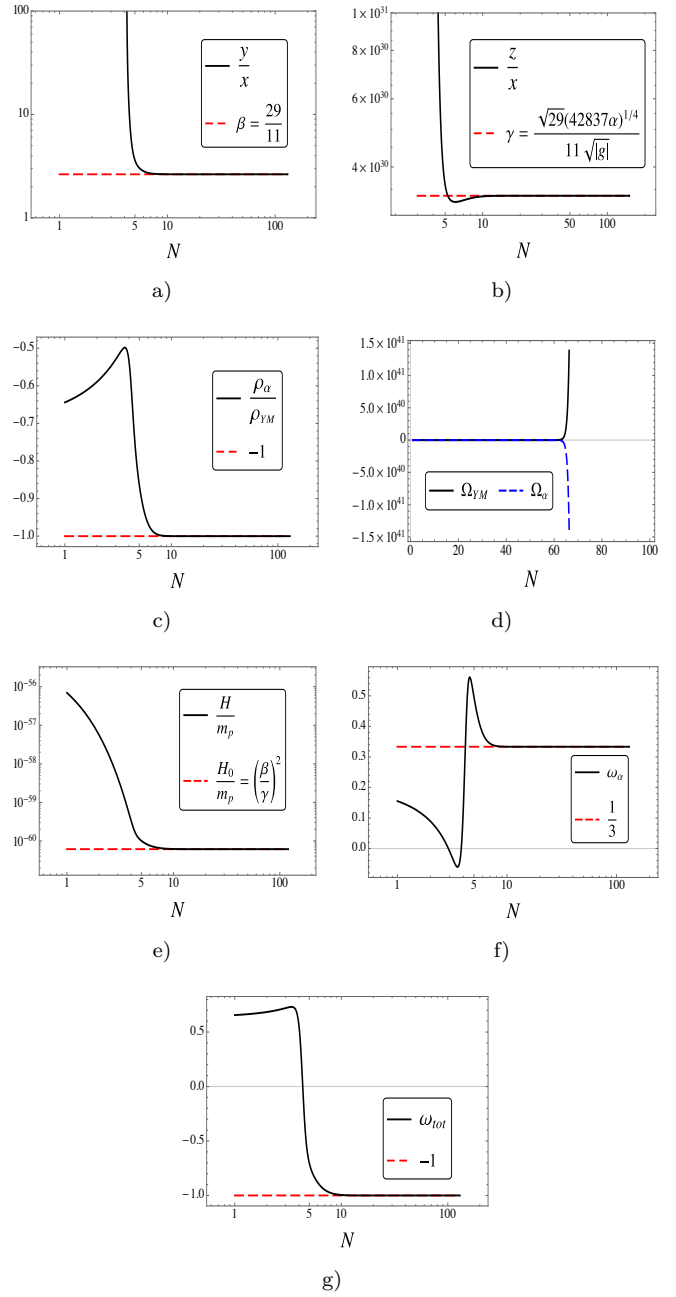 100
10
1
1
5
10
100
y/x
β = 29/11
N
a)
1 × 10^31
8 × 10^30
6 × 10^30
4 × 10^30
5
10
50
100
z/x
γ = √29(42837α)^1/4 / 11 √|g|
N
b)
−0.5
−0.6
−0.7
−0.8
−0.9
−1.0
1
5
10
100
ρ_α/ρ_YM
−1
N
c)
1.5 × 10^41
1.0 × 10^41
5.0 × 10^40
0
−5.0 × 10^40
−1.0 × 10^41
−1.5 × 10^41
0
20
40
60
80
100
Ω_YM Ω_α
N
d)
10^−56
10^−57
10^−58
10^−59
10^−60
1
5
10
100
H/m_p
H_0/m_p = (β/γ)^2
N
e)
0.5
0.4
0.3
0.2
0.1
0.0
1
5
10
100
ω_α
1/3
N
f)
0.5
0.0
−0.5
−1.0
1
5
10
100
ω_tot
−1
N
g)